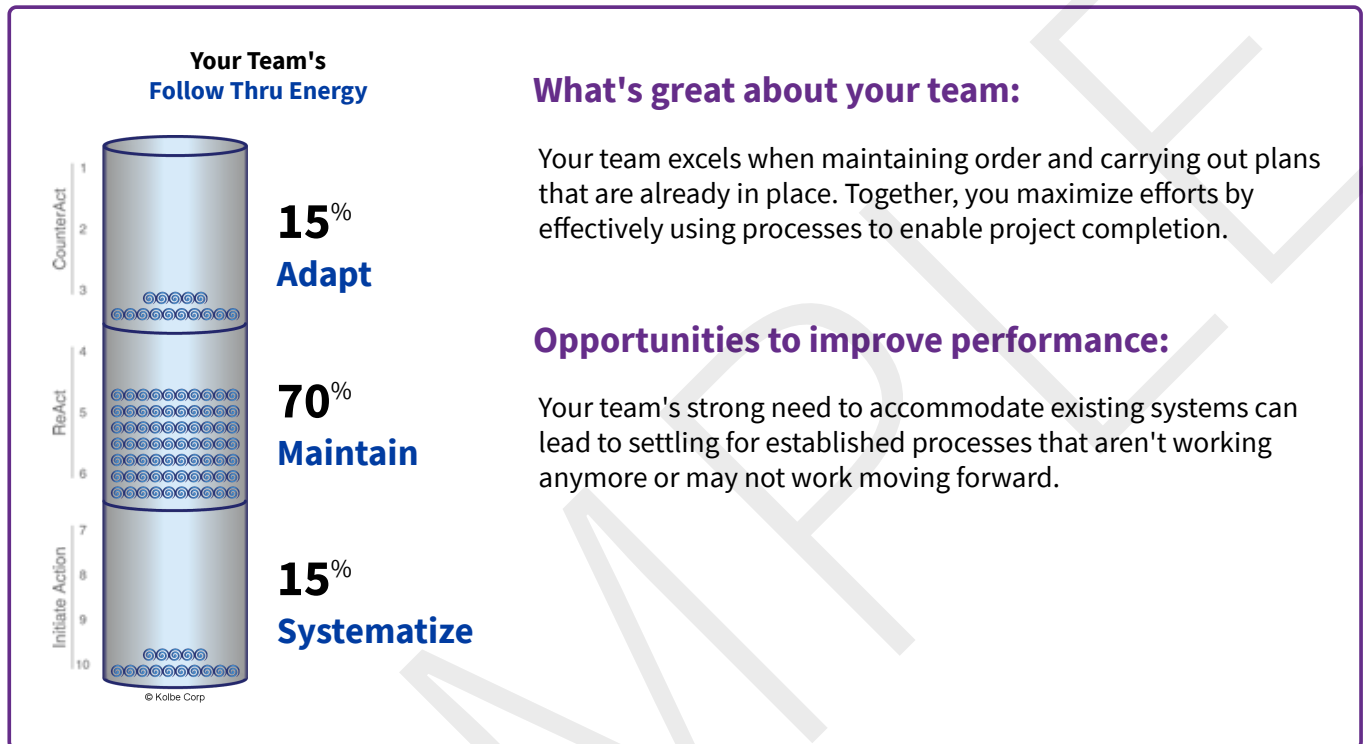 Your Team's
Follow Thru Energy
CounterAct
1
2
3
15%
Adapt
ReAct
4
5
6
70%
Maintain
Initiate Action
7
8
9
10
15%
Systematize
© Kolbe Corp
What's great about your team:
Your team excels when maintaining order and carrying out plans
that are already in place. Together, you maximize efforts by
effectively using processes to enable project completion.
Opportunities to improve performance:
Your team's strong need to accommodate existing systems can
lead to settling for established processes that aren't working
anymore or may not work moving forward.
MPLE